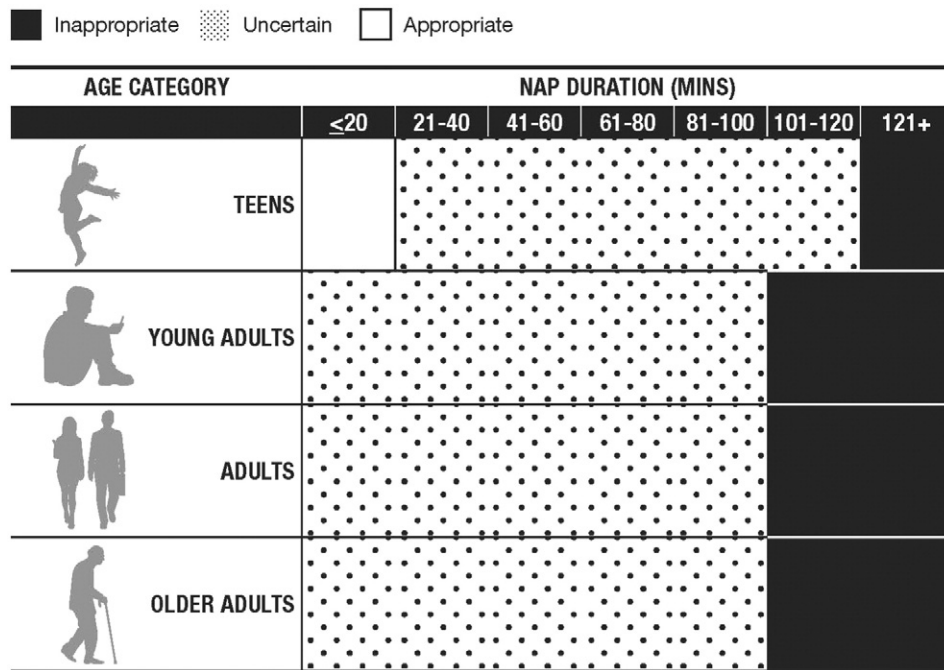 Inappropriate Uncertain Appropriate
AGE CATEGORY NAP DURATION (MINS)
≤20 21-40 41-60 61-80 81-100 101-120 121+
TEENS
YOUNG ADULTS
ADULTS
OLDER ADULTS